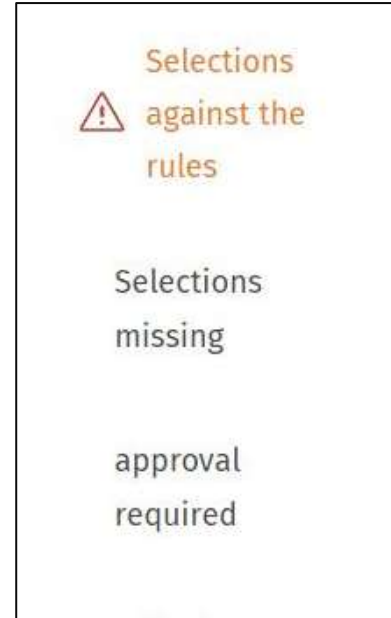 Selections
against the
rules
Selections
missing
approval
required